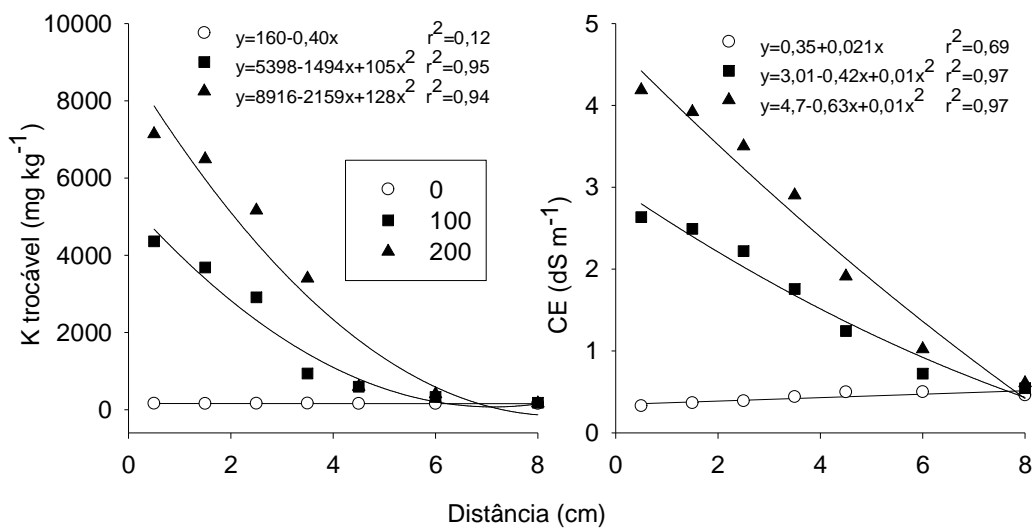 10000
8000
6000
4000
2000
0
K trocável (mg kg⁻¹)
y=160-0,40x r²=0,12
y=5398-1494x+105x² r²=0,95
y=8916-2159x+128x² r²=0,94
0
100
200
0 2 4 6 8
5
4
3
2
1
0
CE (dS m⁻¹)
y=0,35+0,021x r²=0,69
y=3,01-0,42x+0,01x² r²=0,97
y=4,7-0,63x+0,01x² r²=0,97
0 2 4 6 8
Distância (cm)